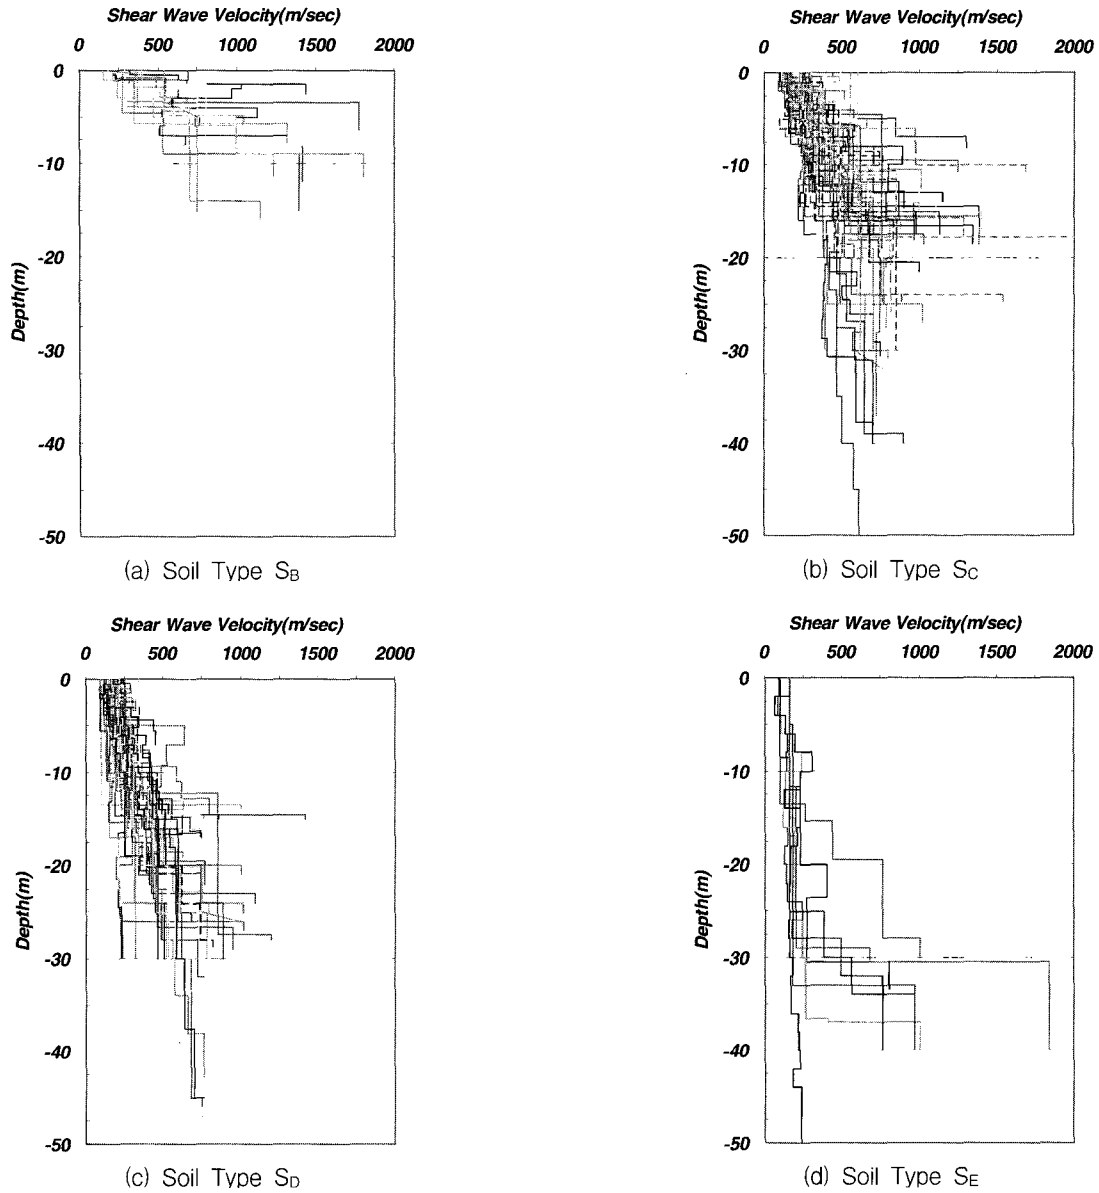 Shear Wave Velocity(m/sec)
0 500 1000 1500 2000
0
-10
-20
-30
-40
-50
Depth(m)
(a) Soil Type SB
Shear Wave Velocity(m/sec)
0 500 1000 1500 2000
0
-10
-20
-30
-40
-50
Depth(m)
(b) Soil Type SC
Shear Wave Velocity(m/sec)
0 500 1000 1500 2000
0
-10
-20
-30
-40
-50
Depth(m)
(c) Soil Type SD
Shear Wave Velocity(m/sec)
0 500 1000 1500 2000
0
-10
-20
-30
-40
-50
Depth(m)
(d) Soil Type SE